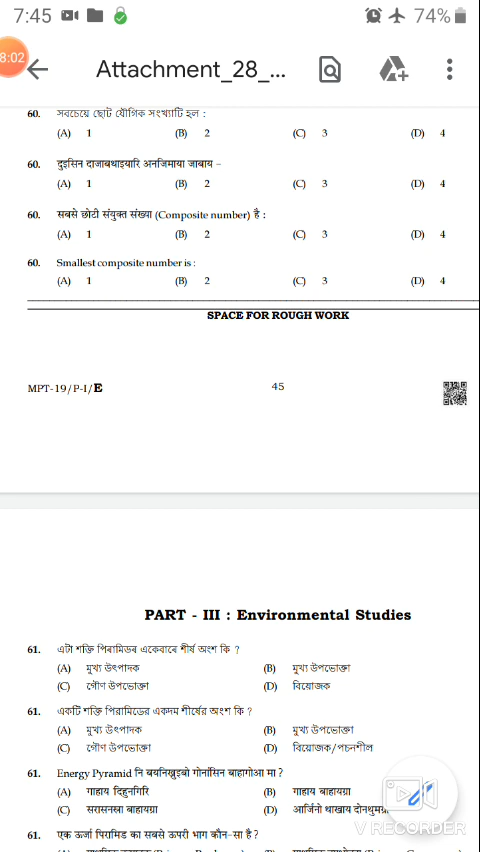 7:45 74%
8:02 Attachment_28_...
60. সবচেয়ে ছোট যৌগিক সংখ্যাটি হল :
(A) 1 (B) 2 (C) 3 (D) 4
60. दुइसिन दाजाबथाइयारि अनजिमाया जाबाय –
(A) 1 (B) 2 (C) 3 (D) 4
60. सबसे छोटी संयुक्त संख्या (Composite number) है :
(A) 1 (B) 2 (C) 3 (D) 4
60. Smallest composite number is :
(A) 1 (B) 2 (C) 3 (D) 4
SPACE FOR ROUGH WORK
MPT-19/P-I/E 45
PART - III : Environmental Studies
61. এটা শক্তি পিৰামিডৰ একেবাৰে শীৰ্ষ অংশ কি ?
(A) মুখ্য উৎপাদক (B) মুখ্য উপভোক্তা
(C) গৌণ উপভোক্তা (D) বিয়োজক
61. একটি শক্তি পিরামিডের একদম শীর্ষের অংশ কি ?
(A) মুখ্য উৎপাদক (B) মুখ্য উপভোক্তা
(C) গৌণ উপভোক্তা (D) বিয়োজক/পচনশীল
61. Energy Pyramid नि बयनिख्रुइबो गोजौसिन बाहागोआ मा ?
(A) गाहाय दिहुनगिरि (B) गाहाय बाहायग्रा
(C) सरासनस्रा बाहायग्रा (D) आर्जिनो थाखाय
V RECORDER
61. एक ऊर्जा पिरामिड का सबसे ऊपरी भाग कौन-सा है ?